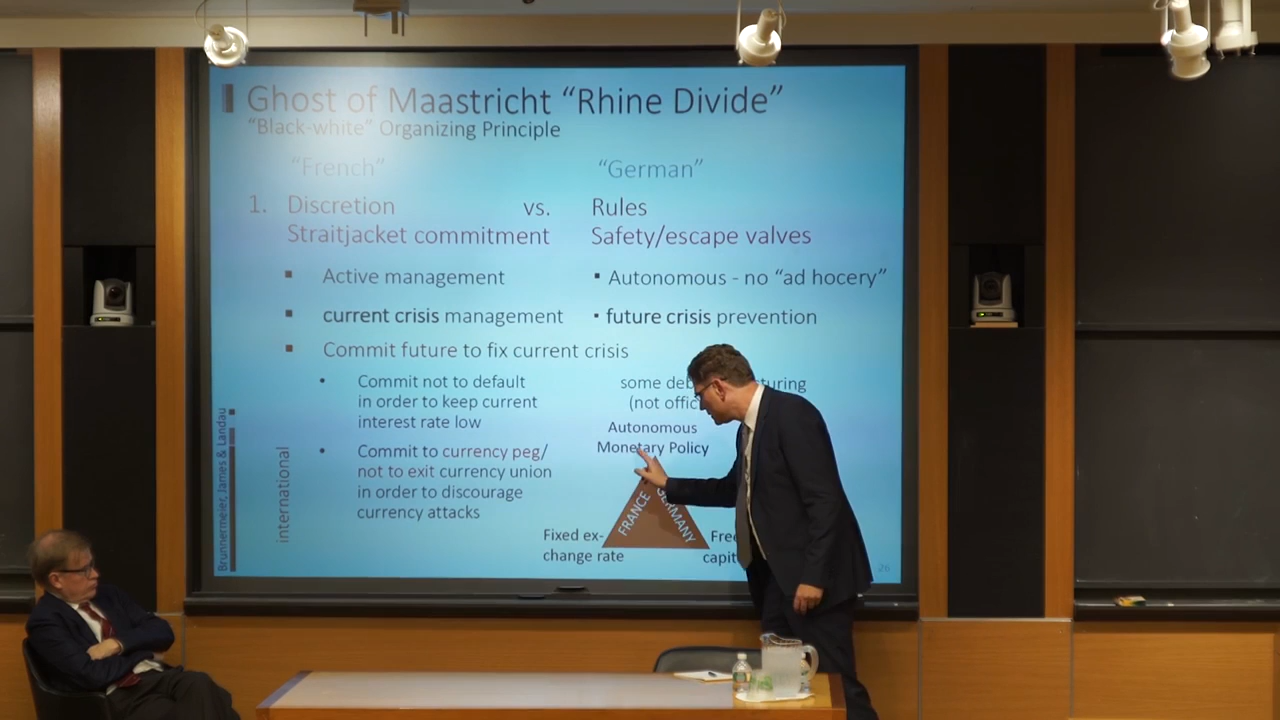 Ghost of Maastricht “Rhine Divide”
“Black-white” Organizing Principle
“French” “German”
1. Discretion vs. Rules
Straitjacket commitment Safety/escape valves
▪ Active management ▪ Autonomous - no “ad hocery”
▪ current crisis management ▪ future crisis prevention
▪ Commit future to fix current crisis
• Commit not to default
in order to keep current
interest rate low
some
(not
Autonomous
Monetary Policy
• Commit to currency peg/
not to exit currency union
in order to discourage
currency attacks
FRANCE
GERMANY
Fixed ex-
change rate
international
Brunnermeier, James & Landau
26